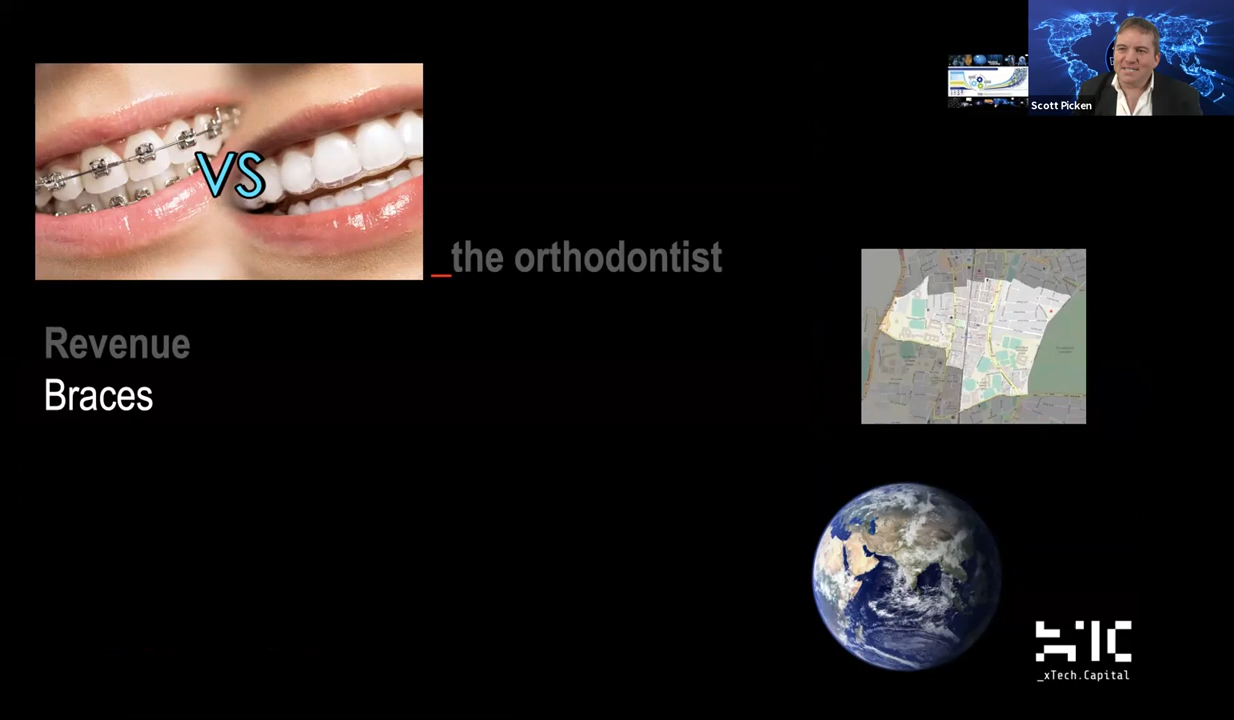 Scott Picken
VS
_the orthodontist
Revenue
Braces
_xTech.Capital